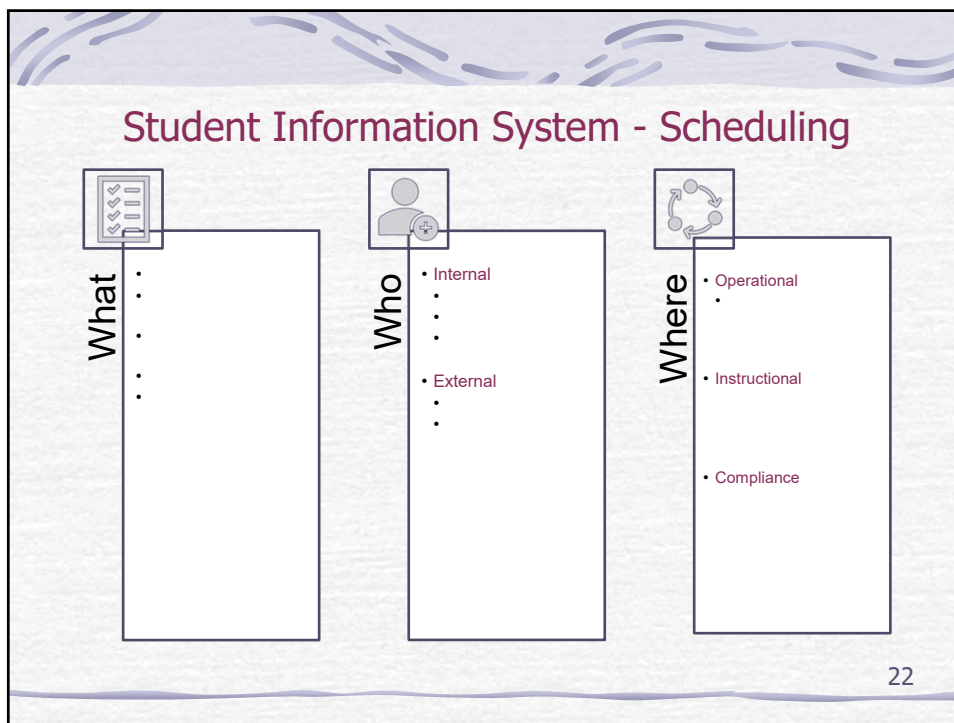 Student Information System - Scheduling
What
•
•
•
•
•
Who
• Internal
•
•
•
• External
•
•
Where
• Operational
•
• Instructional
• Compliance
22